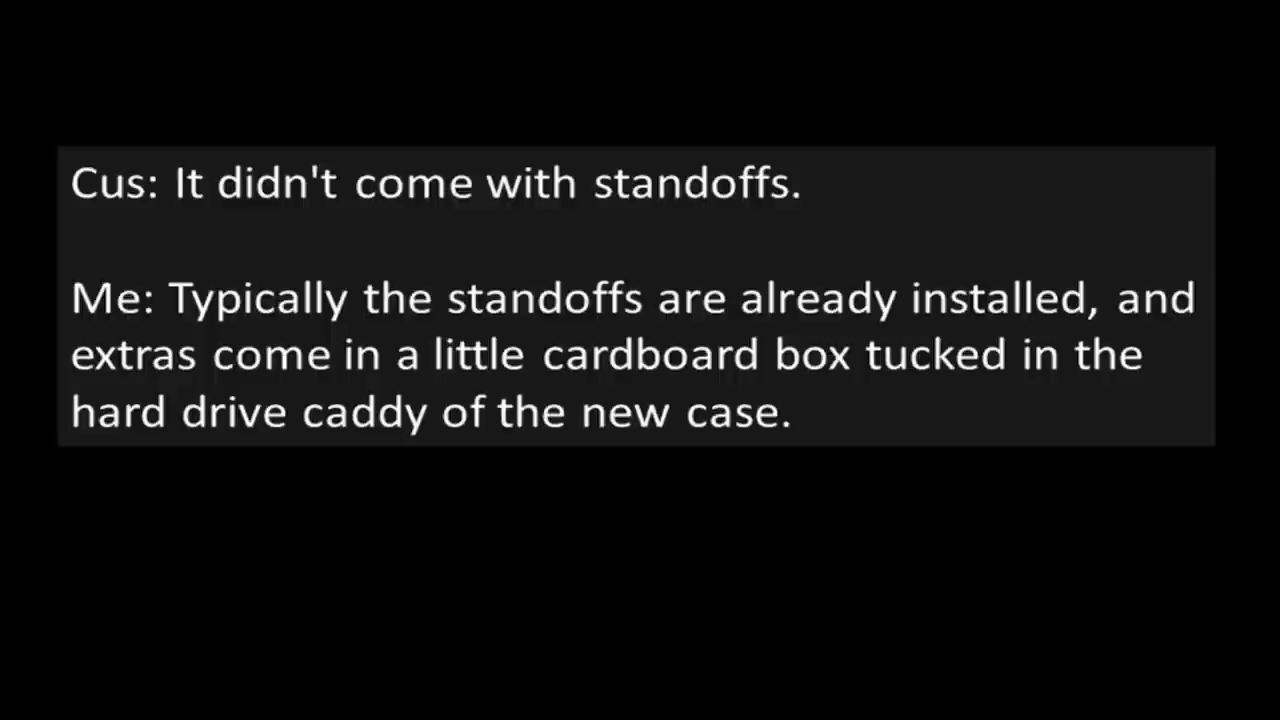 Cus: It didn't come with standoffs.
Me: Typically the standoffs are already installed, and
extras come in a little cardboard box tucked in the
hard drive caddy of the new case.